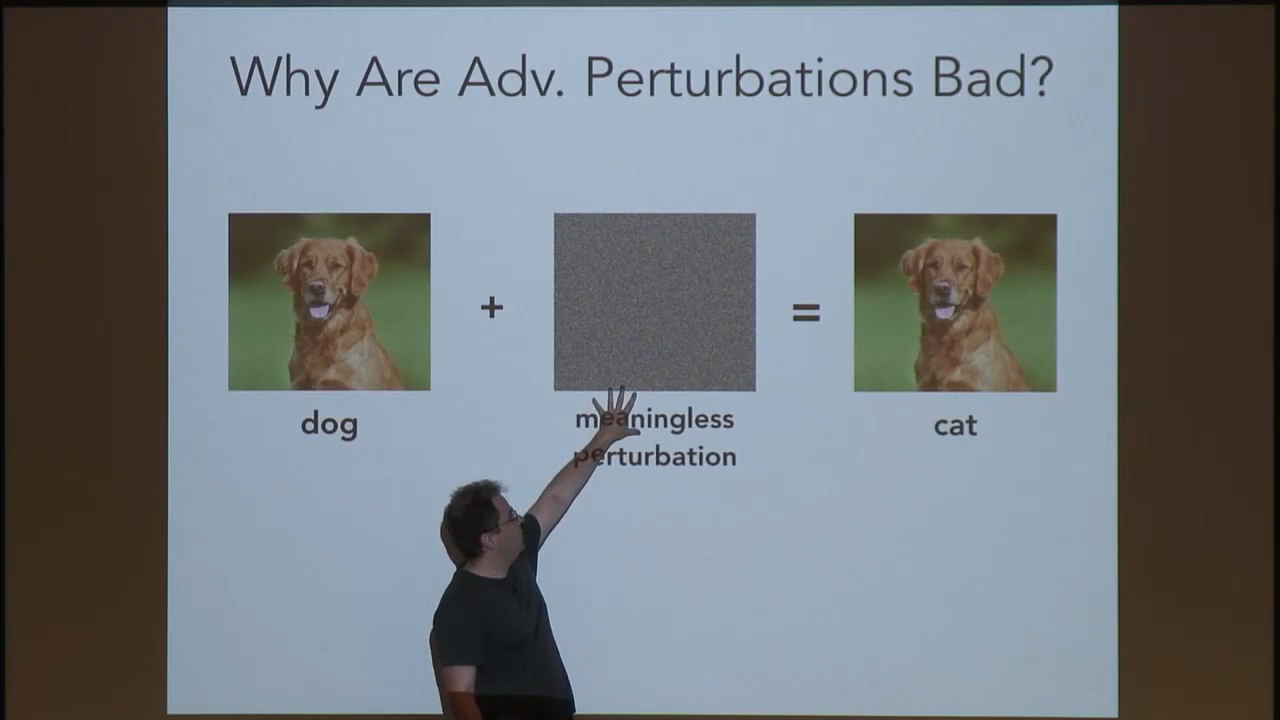 Why Are Adv. Perturbations Bad?
+
=
dog
meaningless
perturbation
cat